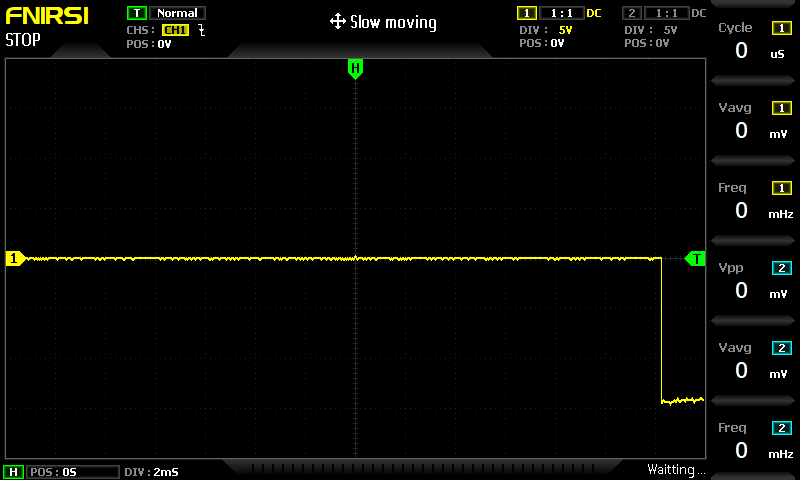 FNIRSI
STOP
T Normal
CHS: CH1
POS: 0V
Slow moving
1 1:1 DC
DIV: 5V
POS: 0V
2 1:1 DC
DIV: 5V
POS: 0V
H
1
T
Cycle 1
0 uS
Vavg 1
0 mV
Freq 1
0 mHz
Vpp 2
0 mV
Vavg 2
0 mV
Freq 2
0 mHz
H POS: 0S DIV: 2mS
Waitting...